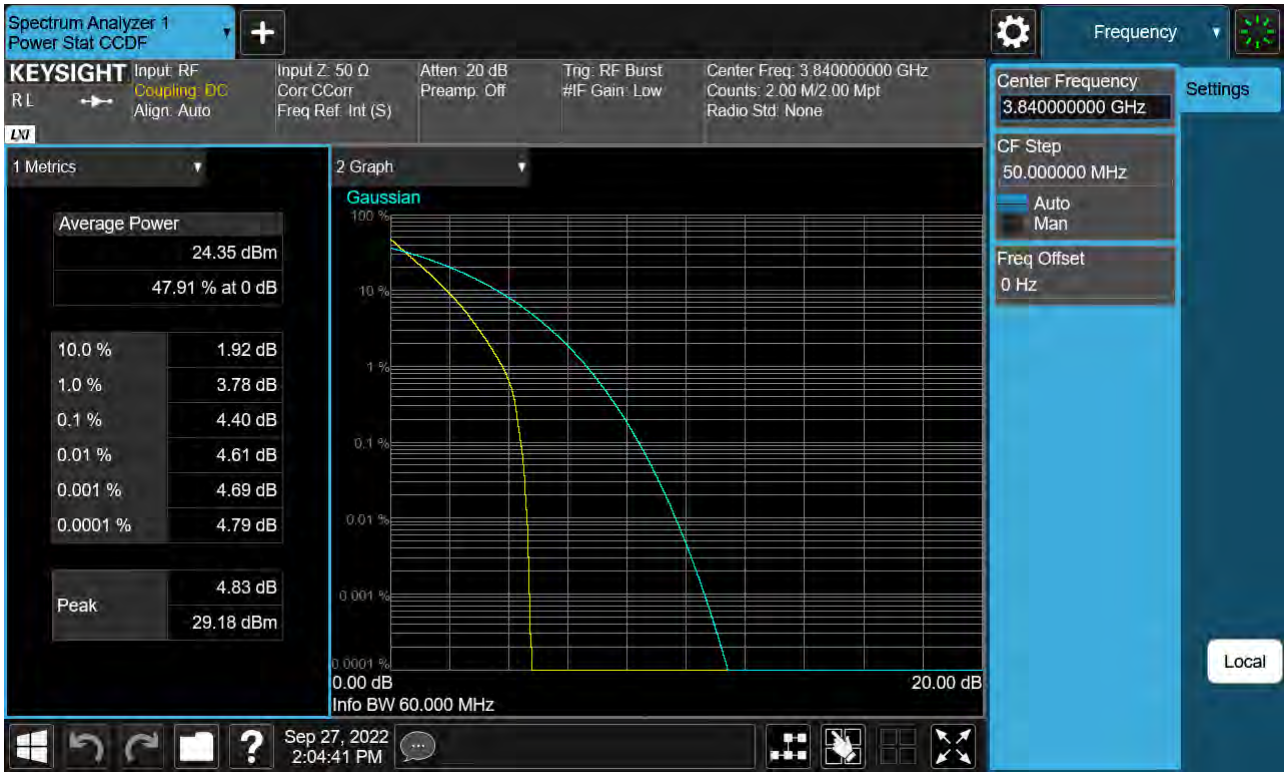 Spectrum Analyzer 1
Power Stat CCDF
Frequency
KEYSIGHT
RL
LXI
Input: RF
Coupling: DC
Align: Auto
Input Z: 50 Ω
Corr CCorr
Freq Ref: Int (S)
Atten: 20 dB
Preamp: Off
Trig: RF Burst
#IF Gain: Low
Center Freq: 3.840000000 GHz
Counts: 2.00 M/2.00 Mpt
Radio Std: None
Center Frequency
3.840000000 GHz
Settings
CF Step
50.000000 MHz
Auto
Man
Freq Offset
0 Hz
1 Metrics
Average Power
24.35 dBm
47.91 % at 0 dB
10.0 % 1.92 dB
1.0 % 3.78 dB
0.1 % 4.40 dB
0.01 % 4.61 dB
0.001 % 4.69 dB
0.0001 % 4.79 dB
Peak
4.83 dB
29.18 dBm
2 Graph
Gaussian
100 %
10 %
1 %
0.1 %
0.01 %
0.001 %
0.0001 %
0.00 dB 20.00 dB
Info BW 60.000 MHz
Local
?
Sep 27, 2022
2:04:41 PM